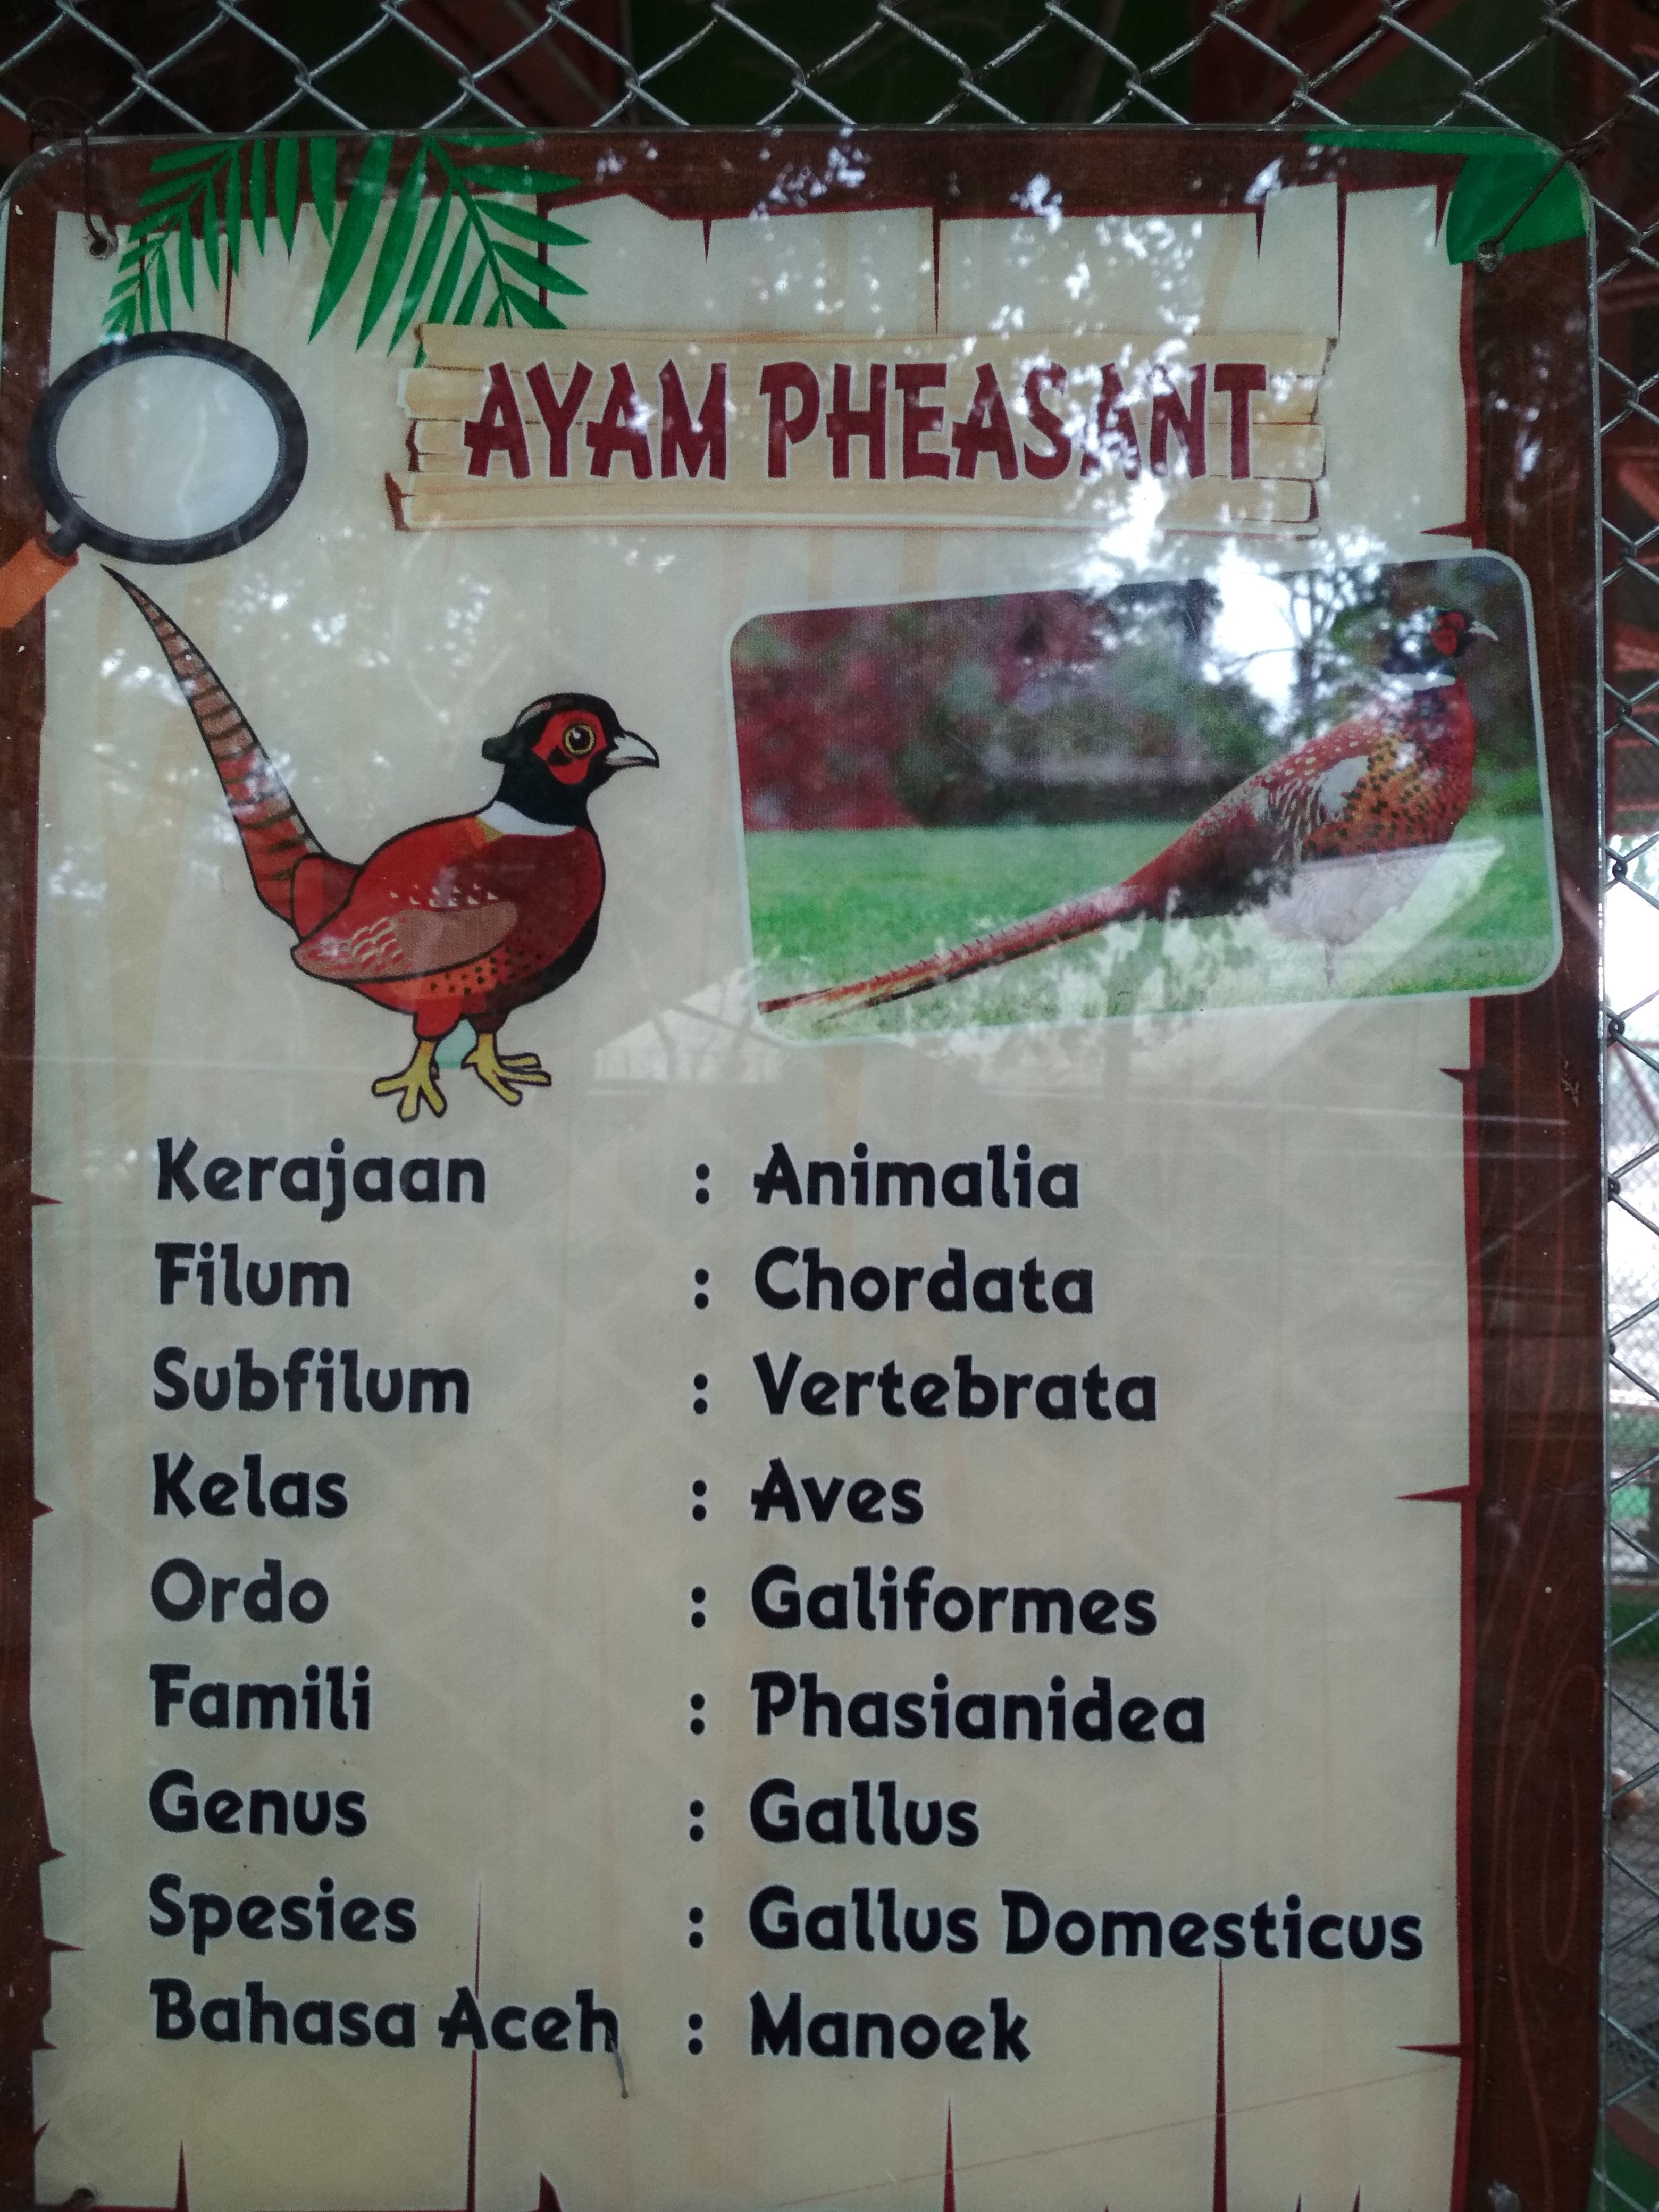 AYAM PHEASANT
Kerajaan : Animalia
Filum : Chordata
Subfilum : Vertebrata
Kelas : Aves
Ordo : Galiformes
Famili : Phasianidea
Genus : Gallus
Spesies : Gallus Domesticus
Bahasa Aceh : Manoek